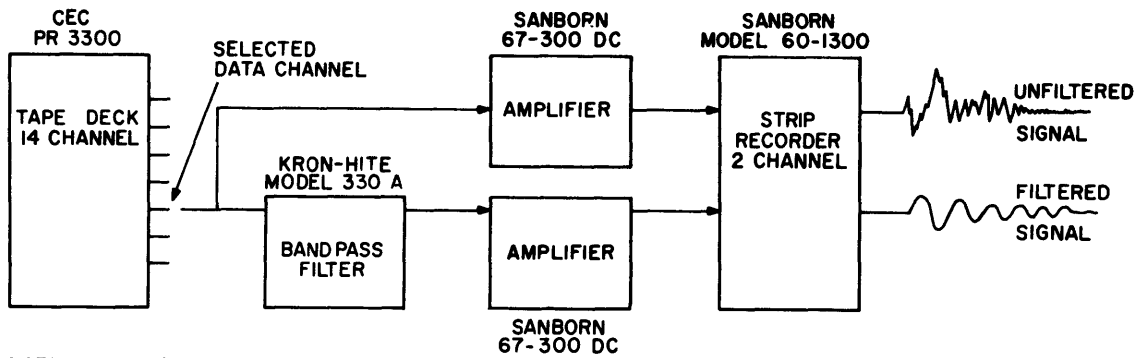 CEC
PR 3300
TAPE DECK
14 CHANNEL
SELECTED
DATA CHANNEL
KRON-HITE
MODEL 330 A
BAND PASS
FILTER
SANBORN
67-300 DC
AMPLIFIER
AMPLIFIER
SANBORN
67-300 DC
SANBORN
MODEL 60-1300
STRIP
RECORDER
2 CHANNEL
UNFILTERED
SIGNAL
FILTERED
SIGNAL